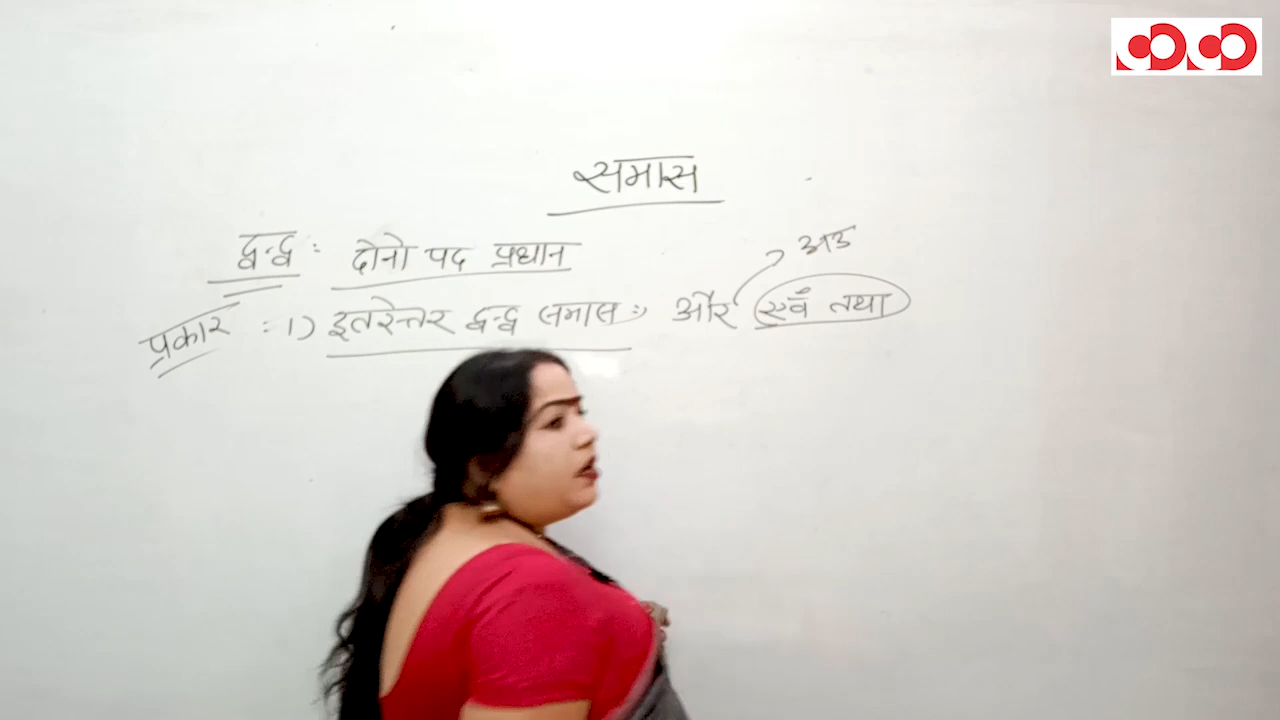 समास
द्वन्द्व : दोनो पद प्रधान
प्रकार : 1) इतरेत्तर द्वन्द्व समास :→ और एवं तथा